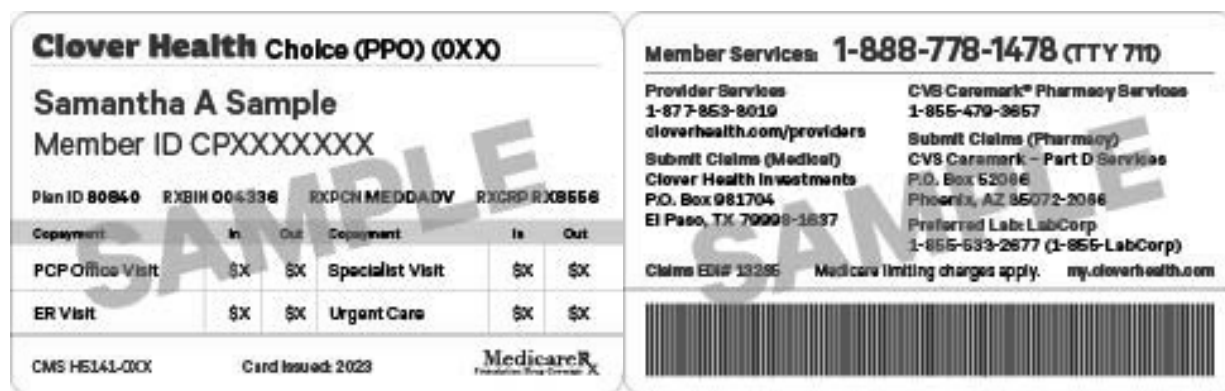 Clover Health Choice (PPO) (0XX)
Samantha A Sample
Member ID CPXXXXXXX
Plan ID 80840 RXBIN 004336 RXPCN MEDDADV RXGRP RX8556
Copayment In Out Copayment In Out
PCP Office Visit $X $X Specialist Visit $X $X
ER Visit $X $X Urgent Care $X $X
CMS H5141-0XX Card Issued: 2023 MedicareRx
Prescription Drug Coverage
SAMPLE
Member Services: 1-888-778-1478 (TTY 711)
Provider Services
1-877-853-8019
cloverhealth.com/providers
Submit Claims (Medical)
Clover Health Investments
P.O. Box 981704
El Paso, TX 79998-1637
CVS Caremark® Pharmacy Services
1-855-479-3657
Submit Claims (Pharmacy)
CVS Caremark – Part D Services
P.O. Box 52066
Phoenix, AZ 85072-2066
Preferred Lab: LabCorp
1-855-533-2677 (1-855-LabCorp)
Claims EDI# 13285 Medicare limiting charges apply. my.cloverhealth.com
SAMPLE